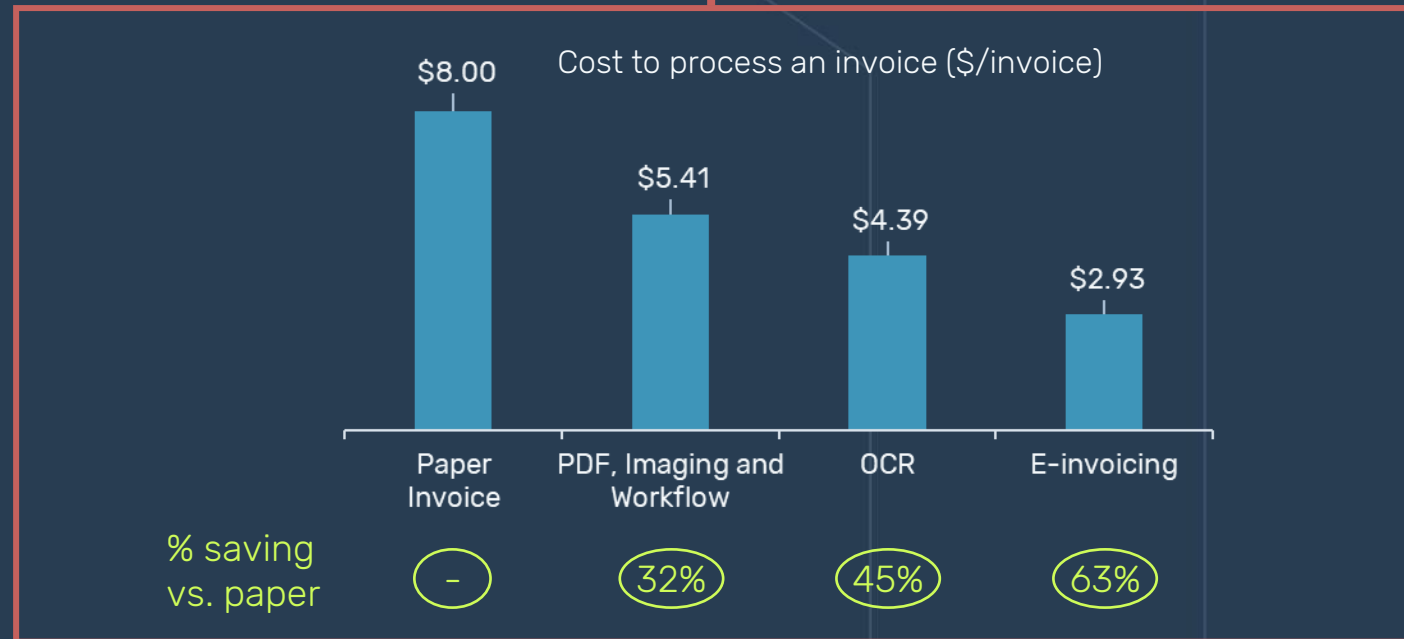 Cost to process an invoice ($/invoice)
$8.00
$5.41
$4.39
$2.93
Paper
Invoice
PDF, Imaging and
Workflow
OCR
E-invoicing
% saving
vs. paper
-
32%
45%
63%